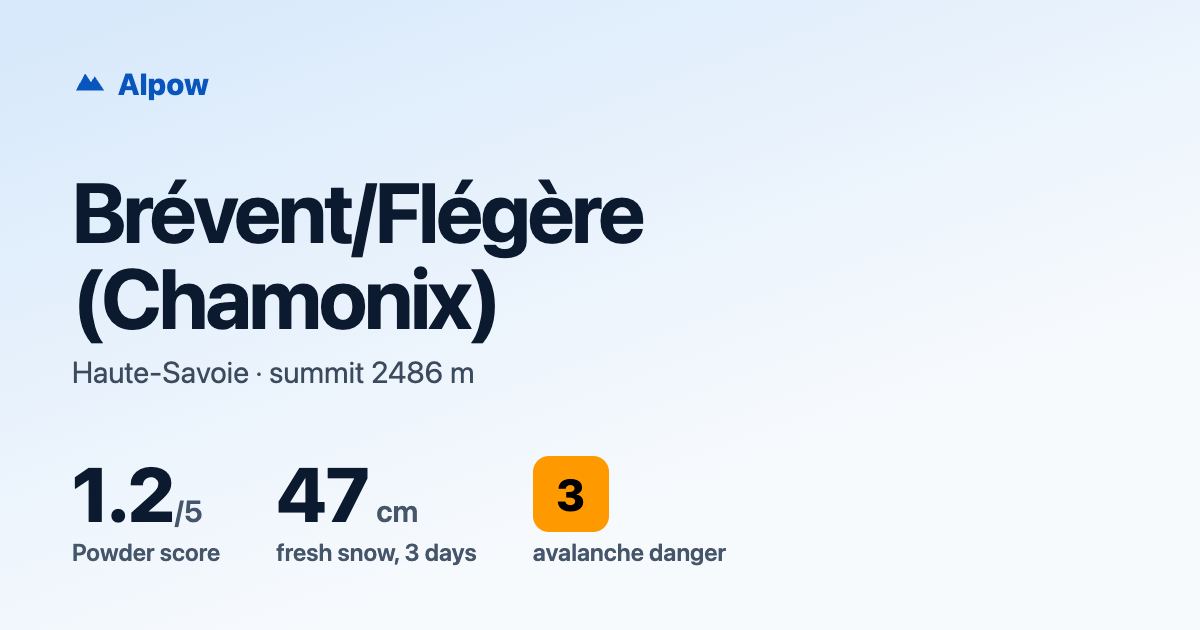 Alpow
Brévent/Flégère
(Chamonix)
Haute-Savoie · summit 2486 m
1.2/5
Powder score
47 cm
fresh snow, 3 days
3
avalanche danger